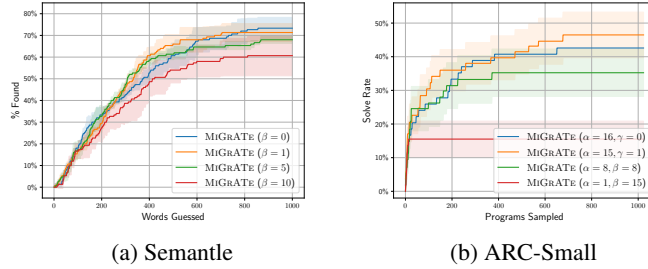 80%
70%
60%
50%
40%
30%
20%
10%
0%
% Found
0 200 400 600 800 1000
Words Guessed
MIGRATE (β = 0)
MIGRATE (β = 1)
MIGRATE (β = 5)
MIGRATE (β = 10)
(a) Semantle
50%
40%
30%
20%
10%
0%
Solve Rate
0 200 400 600 800 1000
Programs Sampled
MIGRATE (α = 16, γ = 0)
MIGRATE (α = 15, γ = 1)
MIGRATE (α = 8, β = 8)
MIGRATE (α = 1, β = 15)
(b) ARC-Small